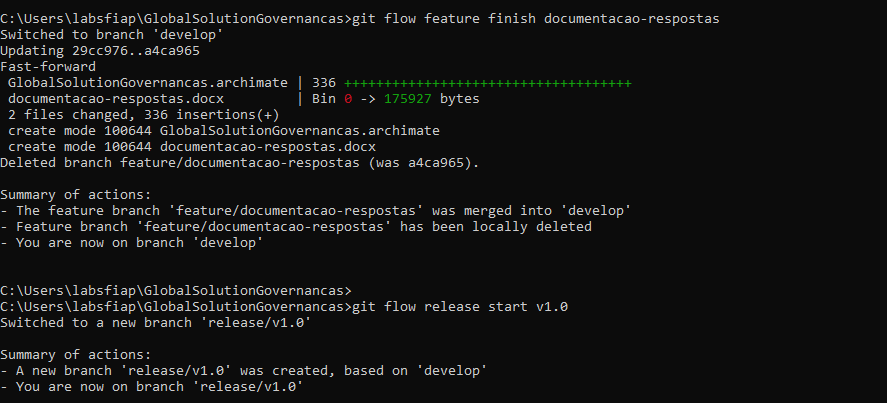 C:\Users\labsfiap\GlobalSolutionGovernancas>git flow feature finish documentacao-respostas
Switched to branch 'develop'
Updating 29cc976..a4ca965
Fast-forward
 GlobalSolutionGovernancas.archimate | 336 ++++++++++++++++++++++++++++++++++++
 documentacao-respostas.docx         | Bin 0 -> 175927 bytes
 2 files changed, 336 insertions(+)
 create mode 100644 GlobalSolutionGovernancas.archimate
 create mode 100644 documentacao-respostas.docx
Deleted branch feature/documentacao-respostas (was a4ca965).
Summary of actions:
- The feature branch 'feature/documentacao-respostas' was merged into 'develop'
- Feature branch 'feature/documentacao-respostas' has been locally deleted
- You are now on branch 'develop'
C:\Users\labsfiap\GlobalSolutionGovernancas>
C:\Users\labsfiap\GlobalSolutionGovernancas>git flow release start v1.0
Switched to a new branch 'release/v1.0'
Summary of actions:
- A new branch 'release/v1.0' was created, based on 'develop'
- You are now on branch 'release/v1.0'